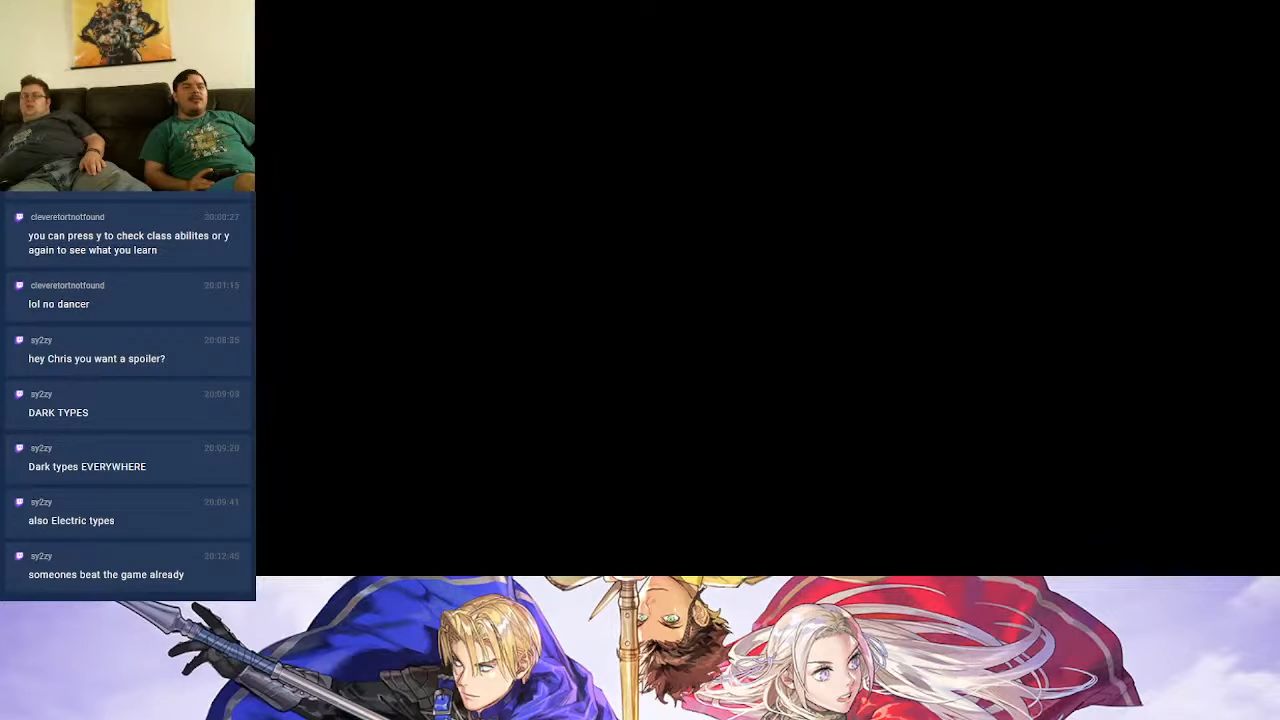 cleveretortnotfound 20:00:27
you can press y to check class abilites or y
again to see what you learn
cleveretortnotfound 20:01:15
lol no dancer
sy2zy 20:08:35
hey Chris you want a spoiler?
sy2zy 20:09:03
DARK TYPES
sy2zy 20:09:20
Dark types EVERYWHERE
sy2zy 20:09:41
also Electric types
sy2zy 20:12:45
someones beat the game already